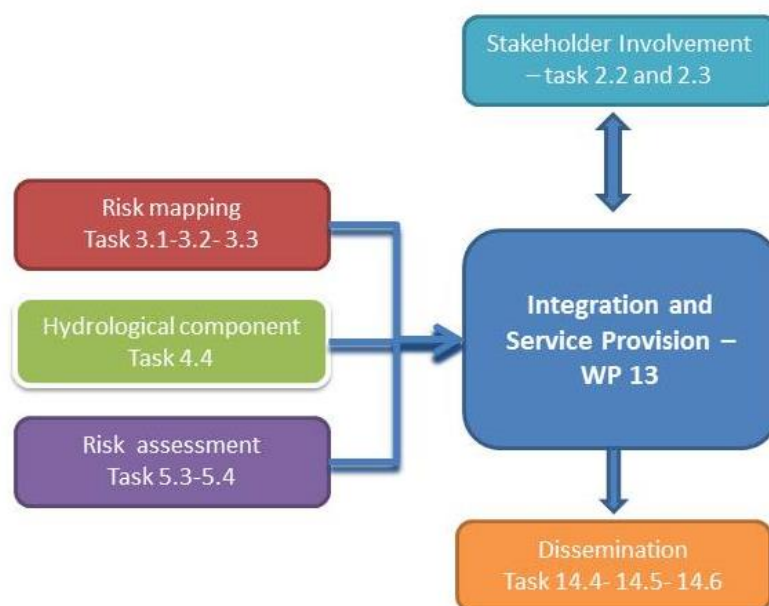 Stakeholder Involvement
– task 2.2 and 2.3
Risk mapping
Task 3.1-3.2- 3.3
Hydrological component
Task 4.4
Risk assessment
Task 5.3-5.4
Integration and
Service Provision –
WP 13
Dissemination
Task 14.4- 14.5- 14.6